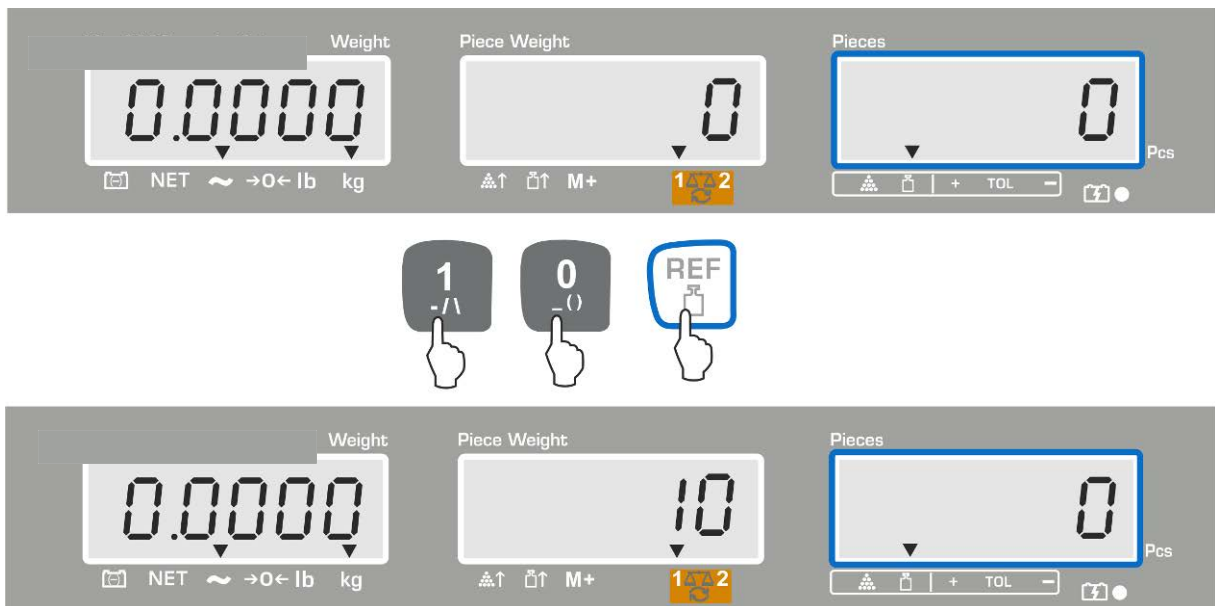 Weight Piece Weight Pieces
0.0000 0 0
Pcs
NET ~ →0← lb kg ↑ ↑ M+ 1 2 + TOL −
1 0 REF
-/\ _()
Weight Piece Weight Pieces
0.0000 10 0
Pcs
NET ~ →0← lb kg ↑ ↑ M+ 1 2 + TOL −